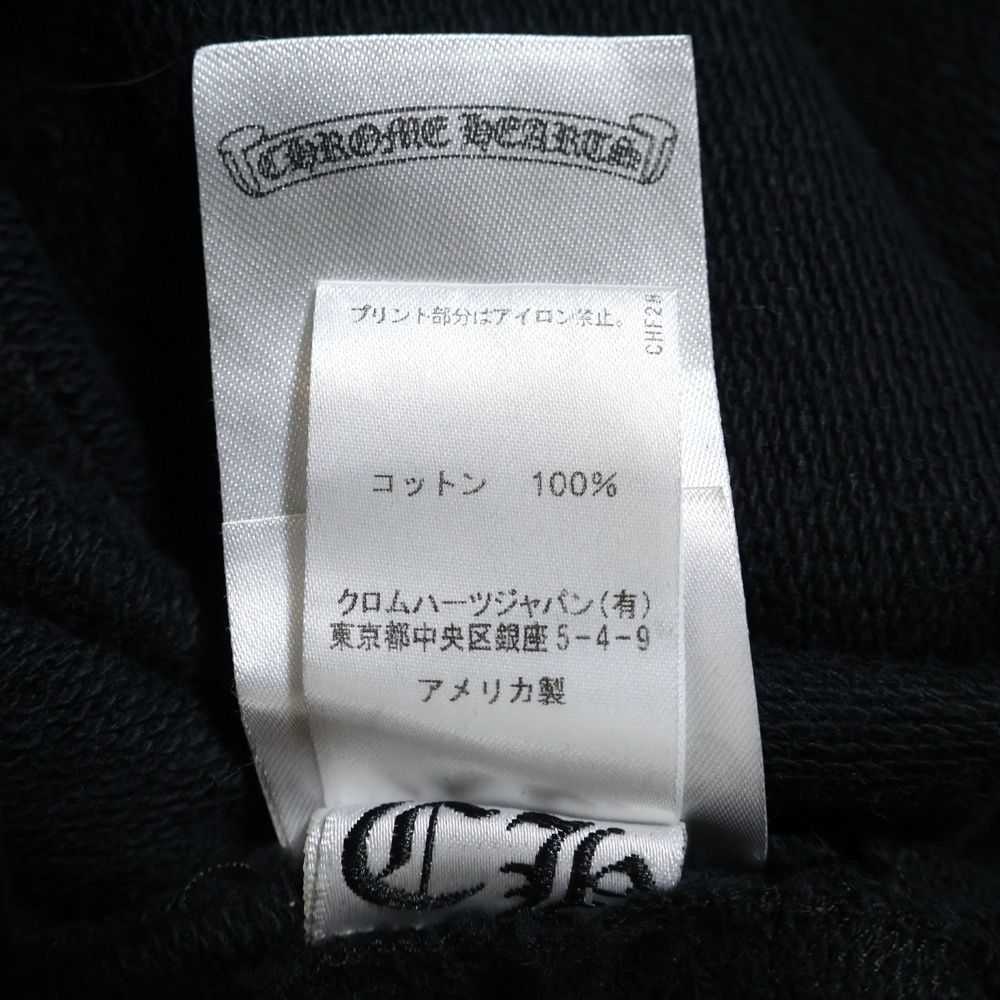 CHROME HEARTS
プリント部分はアイロン禁止。
CHF28
コットン 100%
クロムハーツジャパン(有)
東京都中央区銀座5-4-9
アメリカ製
CH